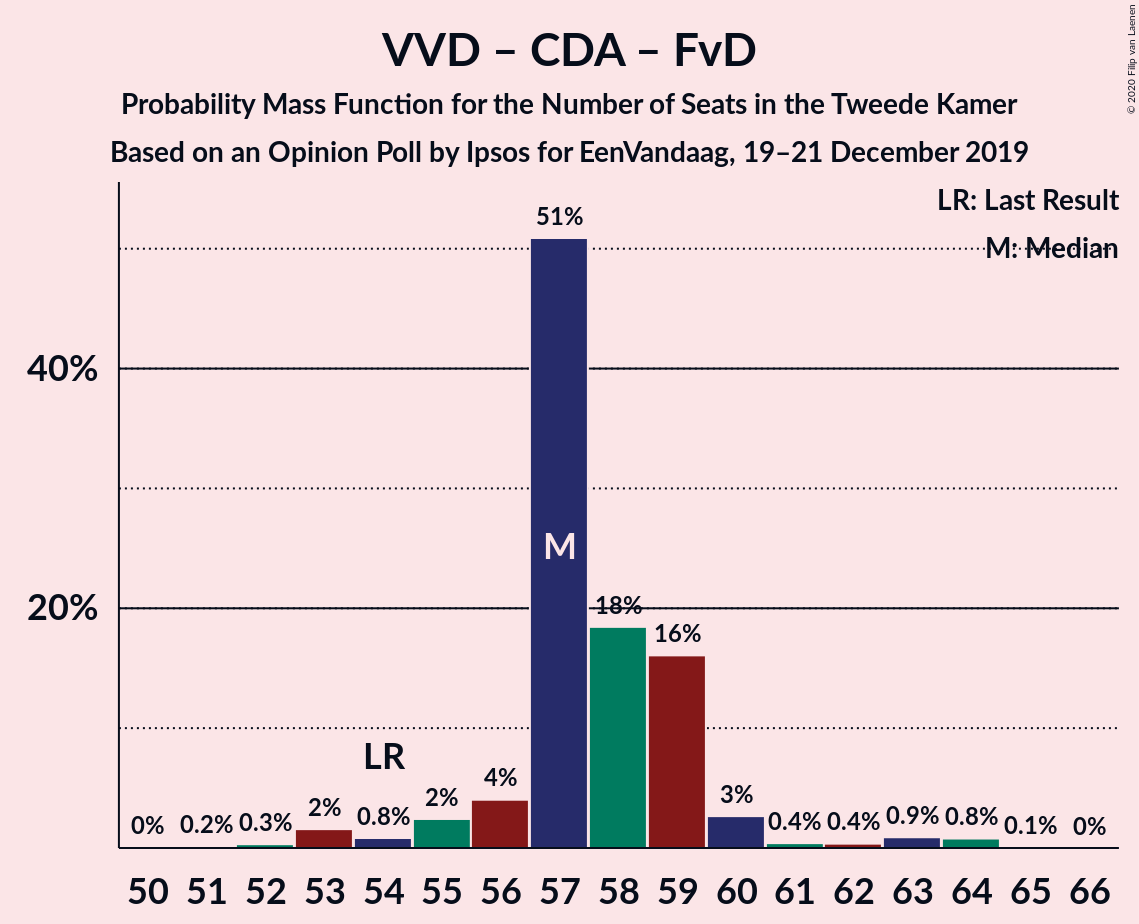 VVD – CDA – FvD
Probability Mass Function for the Number of Seats in the Tweede Kamer
Based on an Opinion Poll by Ipsos for EenVandaag, 19–21 December 2019
© 2020 Filip van Laenen
LR: Last Result
M: Median
40%
20%
0%
0.2%
0.3%
2%
0.8%
2%
4%
51%
18%
16%
3%
0.4%
0.4%
0.9%
0.8%
0.1%
0%
LR
M
50 51 52 53 54 55 56 57 58 59 60 61 62 63 64 65 66